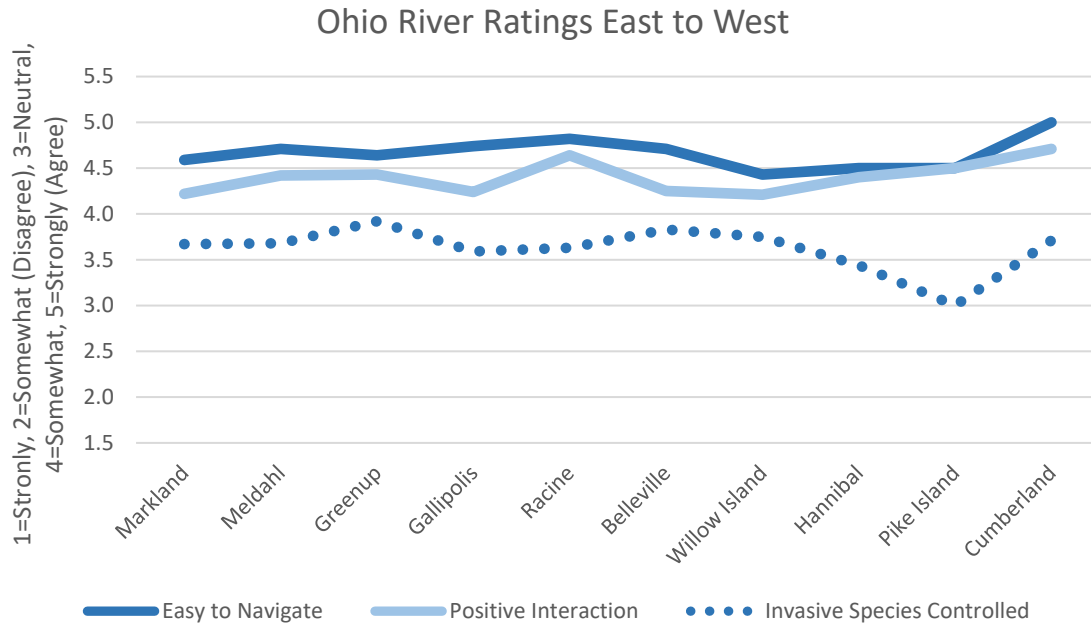 Ohio River Ratings East to West
1=Stronly, 2=Somewhat (Disagree), 3=Neutral,
4=Somewhat, 5=Strongly (Agree)
5.5
5.0
4.5
4.0
3.5
3.0
2.5
2.0
1.5
Markland
Meldahl
Greenup
Gallipolis
Racine
Belleville
Willow Island
Hannibal
Pike Island
Cumberland
Easy to Navigate
Positive Interaction
Invasive Species Controlled